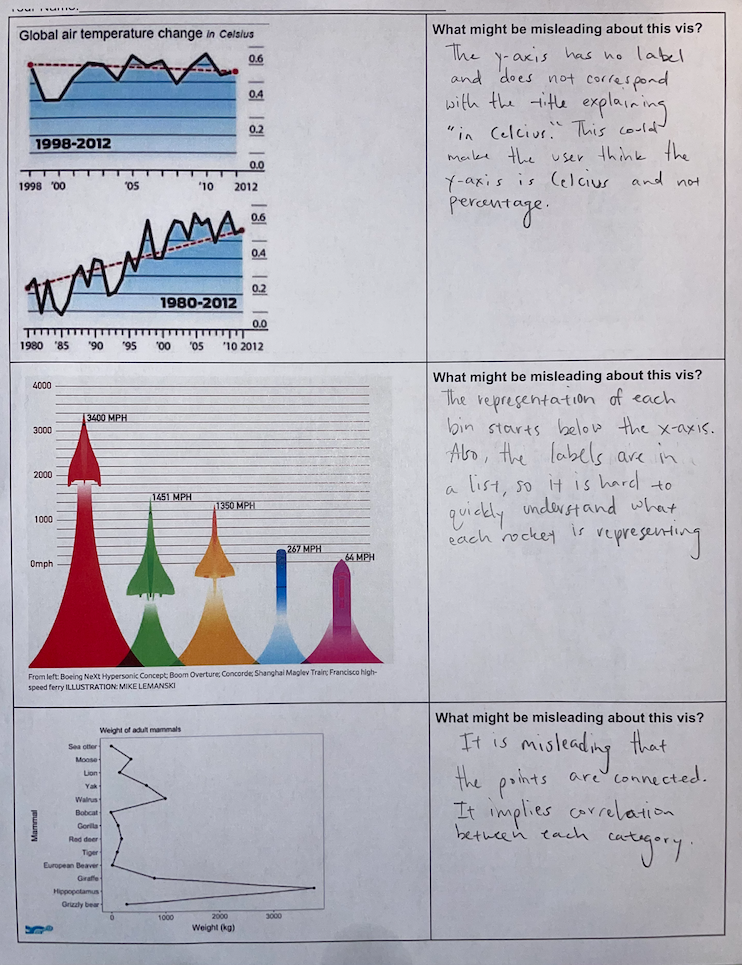 Your Name:
Global air temperature change in Celsius
0.6
0.4
0.2
0.0
1998-2012
1998 '00 '05 '10 2012
0.6
0.4
0.2
0.0
1980-2012
1980 '85 '90 '95 '00 '05 '10 2012
What might be misleading about this vis?
The y-axis has no label
and does not correspond
with the title explaining
"in Celcius." This could
make the user think the
y-axis is Celcius and not
percentage.
4000
3400 MPH
3000
2000
1451 MPH
1350 MPH
1000
267 MPH
64 MPH
0mph
From left: Boeing NeXt Hypersonic Concept; Boom Overture; Concorde; Shanghai Maglev Train; Francisco high-
speed ferry ILLUSTRATION: MIKE LEMANSKI
What might be misleading about this vis?
The representation of each
bin starts below the x-axis.
Also, the labels are in
a list, so it is hard to
quickly understand what
each rocket is representing
Weight of adult mammals
Mammal
Sea otter
Moose
Lion
Yak
Walrus
Bobcat
Gorilla
Red deer
Tiger
European Beaver
Giraffe
Hippopotamus
Grizzly bear
0 1000 2000 3000
Weight (kg)
What might be misleading about this vis?
It is misleading that
the points are connected.
It implies correlation
between each category.